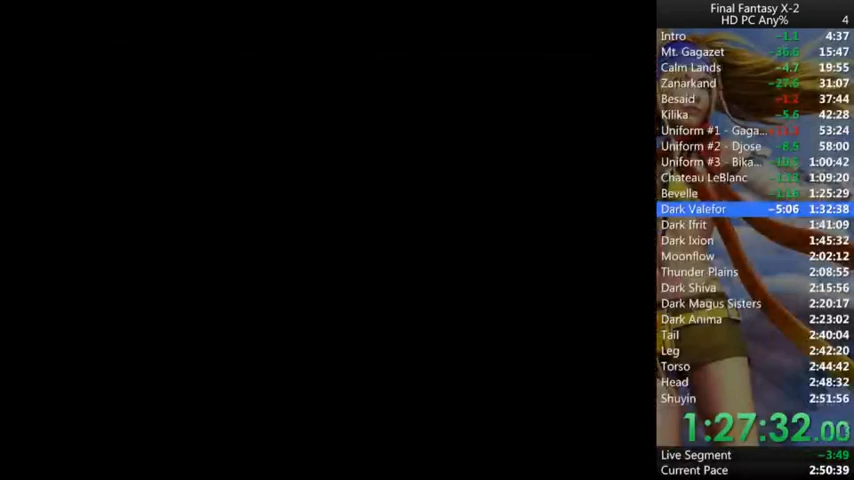 Final Fantasy X-2
HD PC Any% 4
Intro -1.1 4:37
Mt. Gagazet -36.6 15:47
Calm Lands -4.7 19:55
Zanarkand -27.6 31:07
Besaid -1.2 37:44
Kilika -5.6 42:28
Uniform #1 - Gaga... 53:24
Uniform #2 - Djose -8.5 58:00
Uniform #3 - Bika... 1:00:42
Chateau LeBlanc 1:09:20
Bevelle 1:25:29
Dark Valefor -5:06 1:32:38
Dark Ifrit 1:41:09
Dark Ixion 1:45:32
Moonflow 2:02:12
Thunder Plains 2:08:55
Dark Shiva 2:15:56
Dark Magus Sisters 2:20:17
Dark Anima 2:23:02
Tail 2:40:04
Leg 2:42:20
Torso 2:44:42
Head 2:48:32
Shuyin 2:51:56
1:27:32.00
Live Segment -3:49
Current Pace 2:50:39